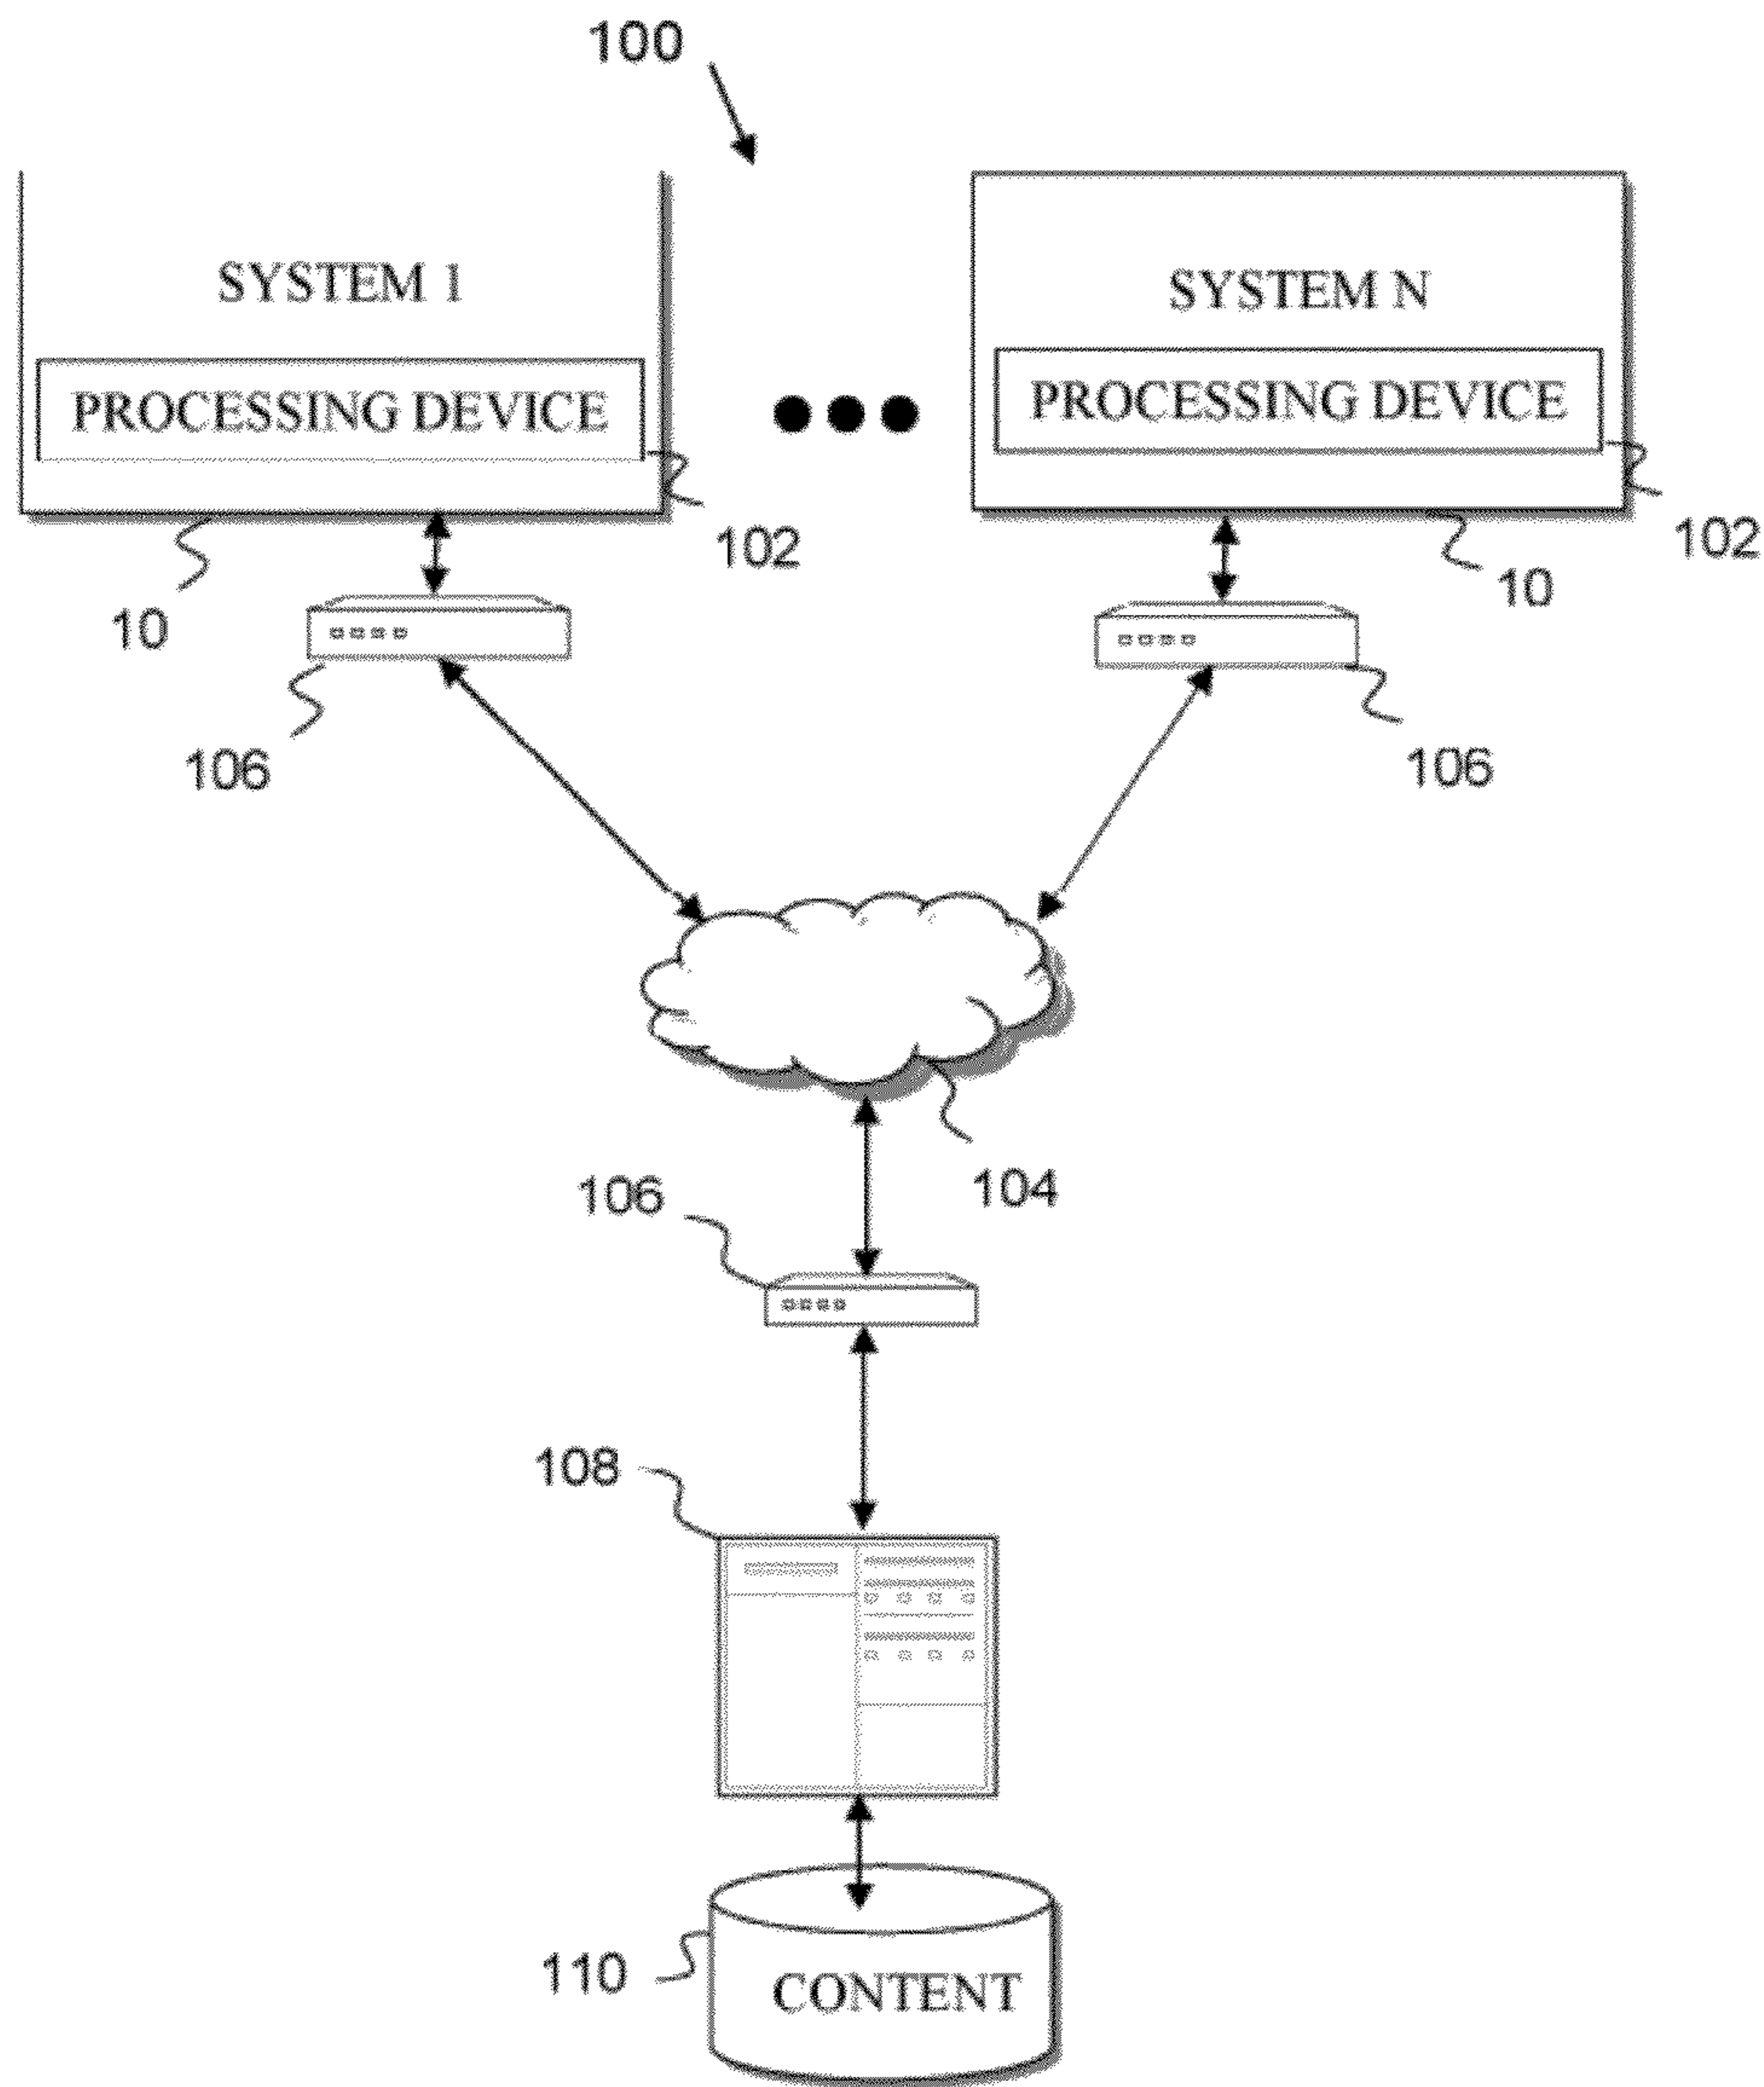 100
SYSTEM 1
SYSTEM N
PROCESSING DEVICE
PROCESSING DEVICE
102
102
10
10
106
106
104
106
108
110
CONTENT